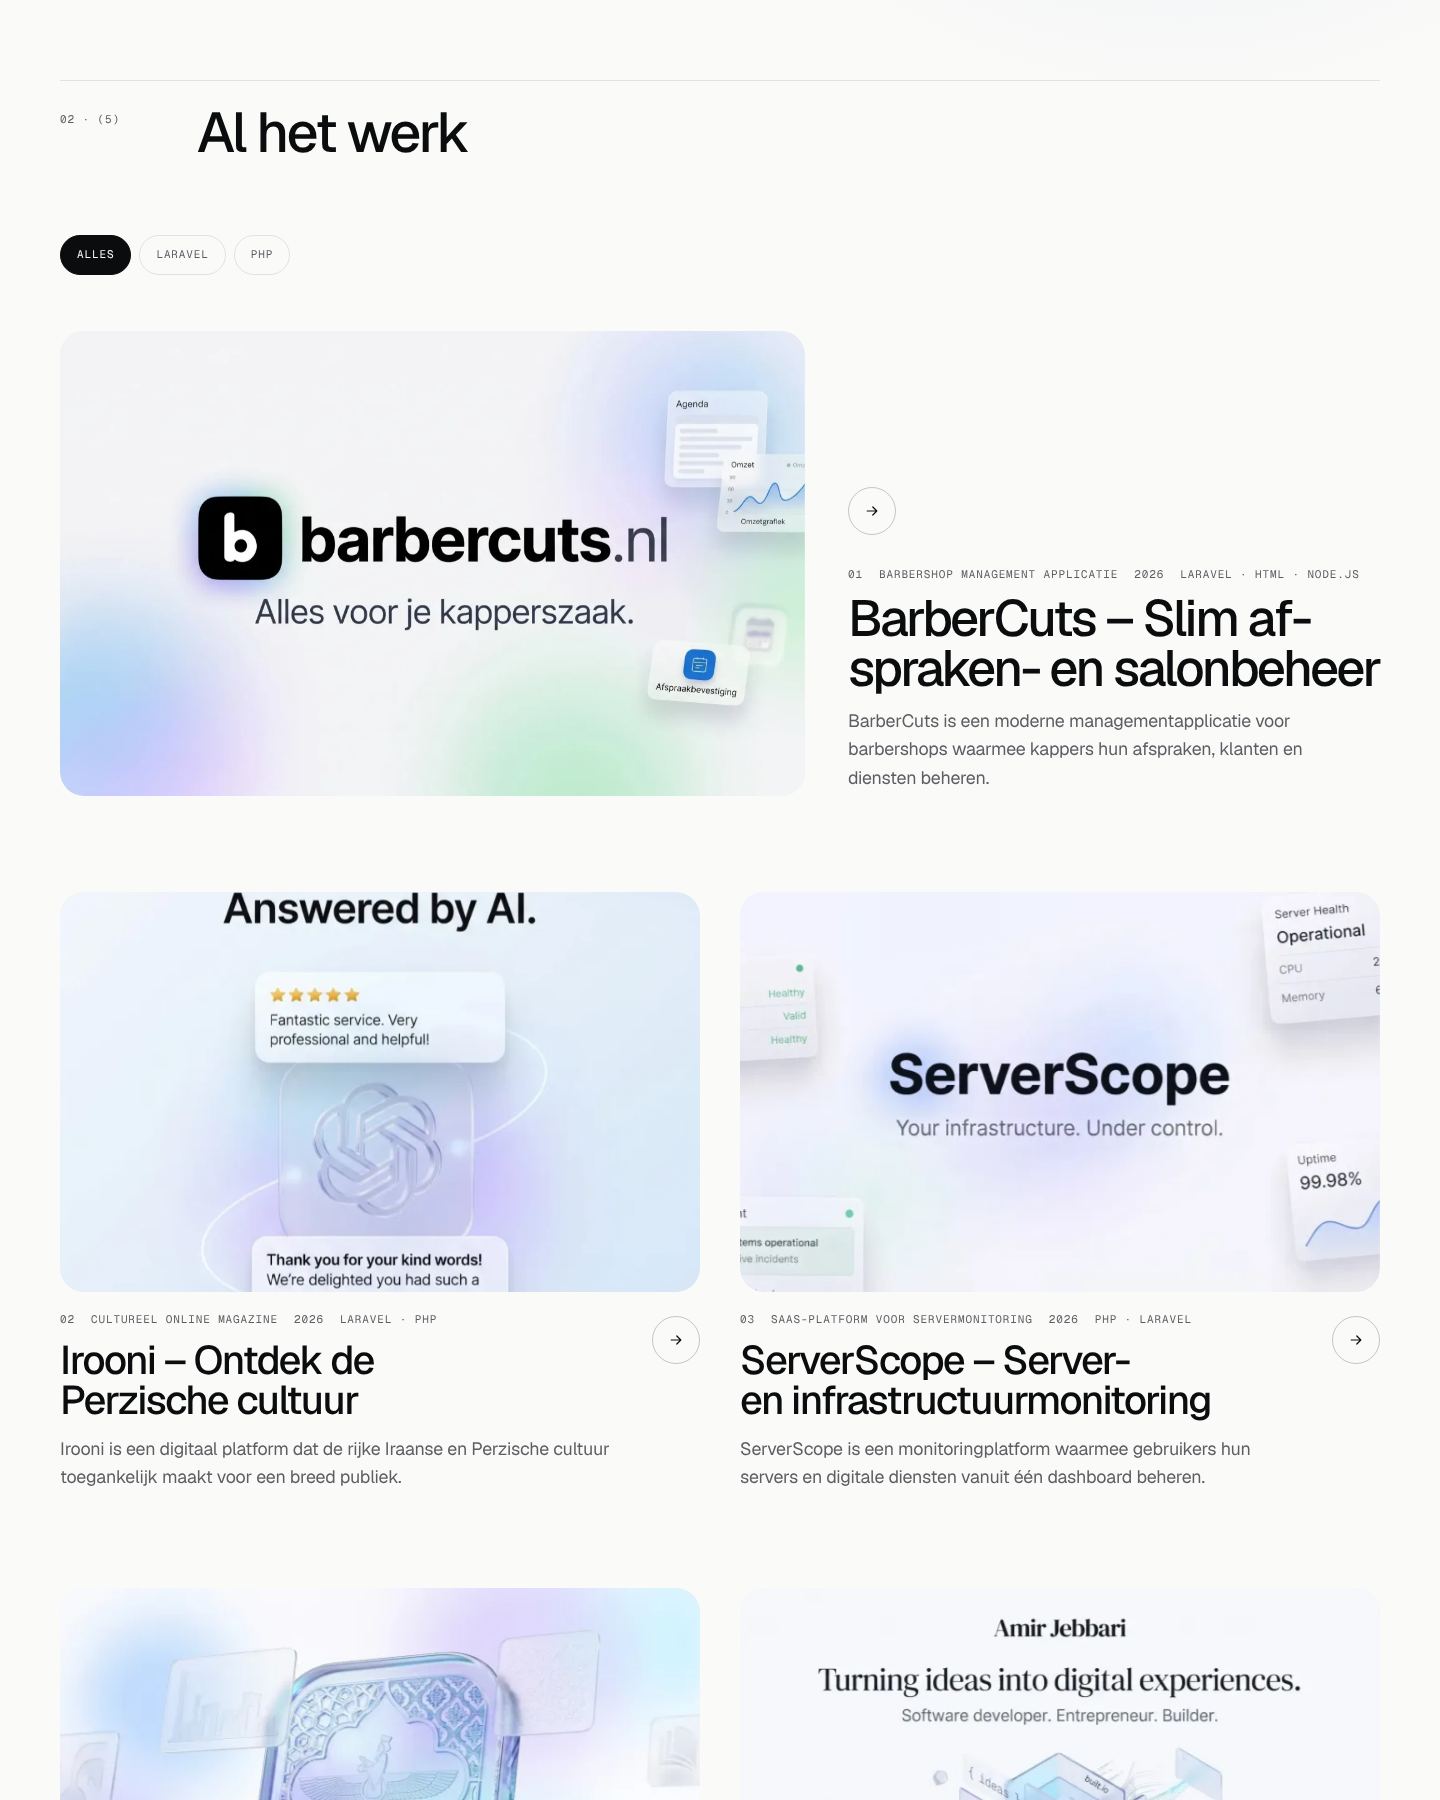 02 · (5)
Al het werk
ALLES
LARAVEL
PHP
Agenda
Omzet
Omzetgrafiek
b barbercuts.nl
Alles voor je kapperszaak.
Afspraakbevestiging
01 BARBERSHOP MANAGEMENT APPLICATIE 2026 LARAVEL · HTML · NODE.JS
BarberCuts – Slim af-
spraken- en salonbeheer
BarberCuts is een moderne managementapplicatie voor
barbershops waarmee kappers hun afspraken, klanten en
diensten beheren.
Answered by AI.
Fantastic service. Very
professional and helpful!
Thank you for your kind words!
We're delighted you had such a
02 CULTUREEL ONLINE MAGAZINE 2026 LARAVEL · PHP
Irooni – Ontdek de
Perzische cultuur
Irooni is een digitaal platform dat de rijke Iraanse en Perzische cultuur
toegankelijk maakt voor een breed publiek.
Server Health
Operational
CPU
Memory
Healthy
Valid
Healthy
ServerScope
Your infrastructure. Under control.
Uptime
99.98%
tems operational
ive incidents
03 SAAS-PLATFORM VOOR SERVERMONITORING 2026 PHP · LARAVEL
ServerScope – Server-
en infrastructuurmonitoring
ServerScope is een monitoringplatform waarmee gebruikers hun
servers en digitale diensten vanuit één dashboard beheren.
Amir Jebbari
Turning ideas into digital experiences.
Software developer. Entrepreneur. Builder.
{ ideas }
built.io